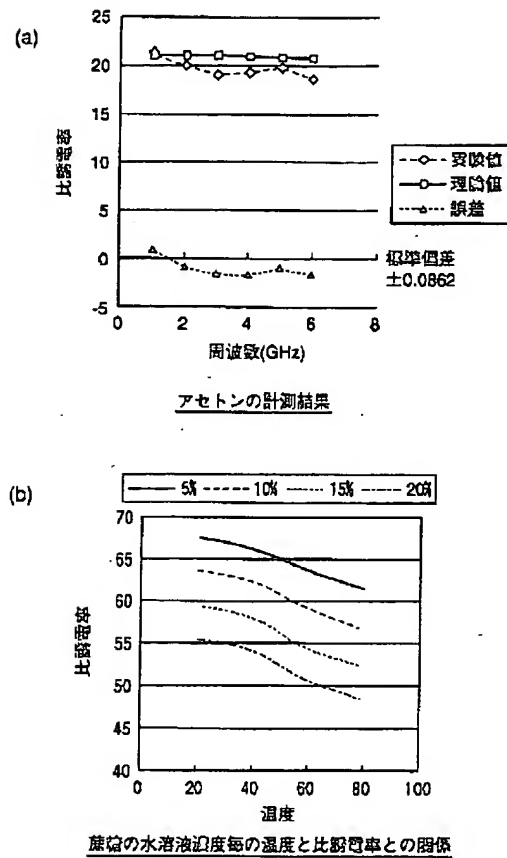 (a)
25
20
15
10
5
0
-5
比誘電率
0 2 4 6 8
周波数(GHz)
実験値
理論値
誤差
標準偏差
±0.0862
アセトンの計測結果
(b)
5% 10% 15% 20%
70
65
60
55
50
45
40
比誘電率
0 20 40 60 80 100
温度
蔗糖の水溶液濃度毎の温度と比誘電率との関係